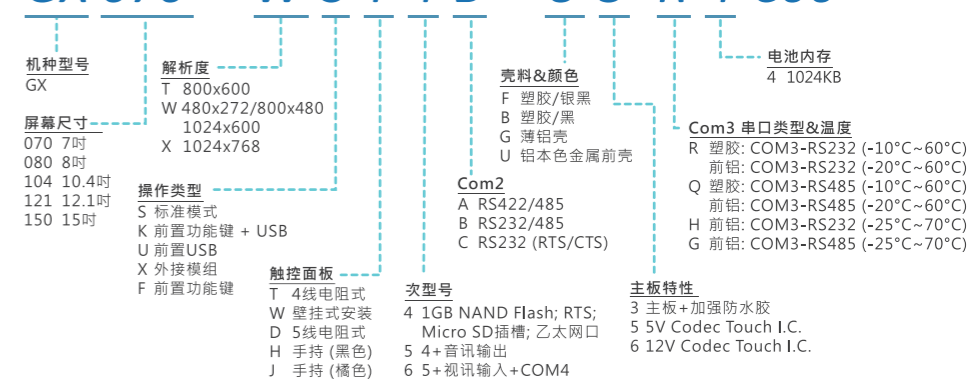 机种型号
GX
屏幕尺寸
070 7吋
080 8吋
104 10.4吋
121 12.1吋
150 15吋
解析度
T 800x600
W 480x272/800x480
1024x600
X 1024x768
操作类型
S 标准模式
K 前置功能键 + USB
U 前置USB
X 外接模组
F 前置功能键
触控面板
T 4线电阻式
W 壁挂式安装
D 5线电阻式
H 手持 (黑色)
J 手持 (橘色)
次型号
4 1GB NAND Flash; RTS;
Micro SD插槽; 乙太网口
5 4+音讯输出
6 5+视讯输入+COM4
Com2
A RS422/485
B RS232/485
C RS232 (RTS/CTS)
壳料&颜色
F 塑胶/银黑
B 塑胶/黑
G 薄铝壳
U 铝本色金属前壳
主板特性
3 主板+加强防水胶
5 5V Codec Touch I.C.
6 12V Codec Touch I.C.
Com3 串口类型&温度
R 塑胶: COM3-RS232 (-10°C~60°C)
前铝: COM3-RS232 (-20°C~60°C)
Q 塑胶: COM3-RS485 (-10°C~60°C)
前铝: COM3-RS485 (-20°C~60°C)
H 前铝: COM3-RS232 (-25°C~70°C)
G 前铝: COM3-RS485 (-25°C~70°C)
电池内存
4 1024KB